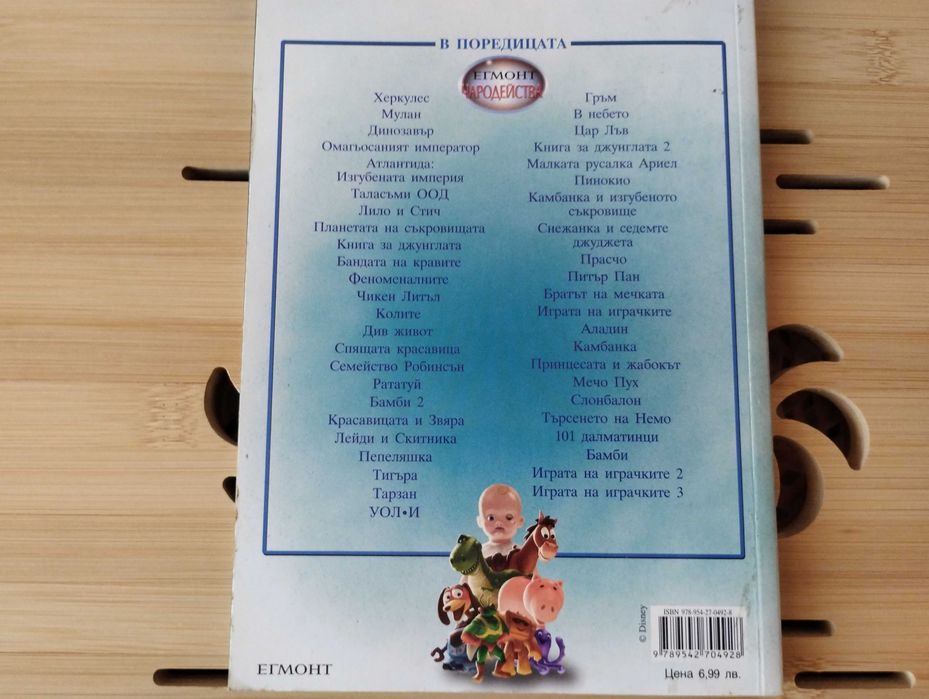 В ПОРЕДИЦАТА
ЕГМОНТ
ЧАРОДЕЙСТВА
Херкулес
Мулан
Динозавър
Омагьосаният император
Атлантида:
Изгубената империя
Таласъми ООД
Лило и Стич
Планетата на съкровищата
Книга за джунглата
Бандата на кравите
Феноменалните
Чикен Литъл
Колите
Див живот
Спящата красавица
Семейство Робинсън
Рататуй
Бамби 2
Красавицата и Звяра
Лейди и Скитника
Пепеляшка
Тигъра
Тарзан
УОЛ•И
Гръм
В небето
Цар Лъв
Книга за джунглата 2
Малката русалка Ариел
Пинокио
Камбанка и изгубеното
съкровище
Снежанка и седемте
джуджета
Прасчо
Питър Пан
Братът на мечката
Играта на играчките
Аладин
Камбанка
Принцесата и жабокът
Мечо Пух
Слонбалон
Търсенето на Немо
101 далматинци
Бамби
Играта на играчките 2
Играта на играчките 3
ЕГМОНТ
© Disney
ISBN 978-954-27-0492-8
9 789542 704928
Цена 6,99 лв.